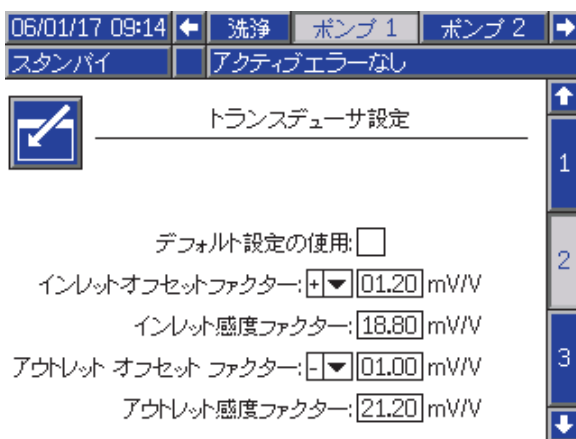 06/01/17 09:14 洗浄 ポンプ 1 ポンプ 2
スタンバイ アクティブエラーなし
トランスデューサ設定
1
デフォルト設定の使用:
2
インレットオフセットファクター: + 01.20 mV/V
インレット感度ファクター: 18.80 mV/V
アウトレット オフセット ファクター: - 01.00 mV/V
3
アウトレット感度ファクター: 21.20 mV/V